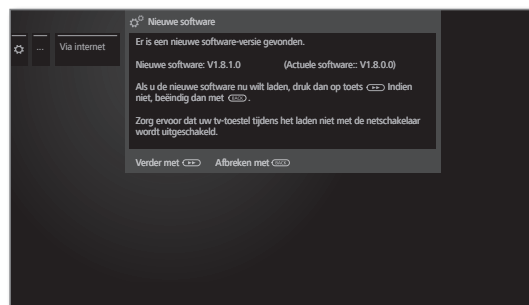 Nieuwe software
... Via internet
Er is een nieuwe software-versie gevonden.
Nieuwe software: V1.8.1.0 (Actuele software:: V1.8.0.0)
Als u de nieuwe software nu wilt laden, druk dan op toets Indien
niet, beëindig dan met BACK.
Zorg ervoor dat uw tv-toestel tijdens het laden niet met de netschakelaar
wordt uitgeschakeld.
Verder met Afbreken met BACK